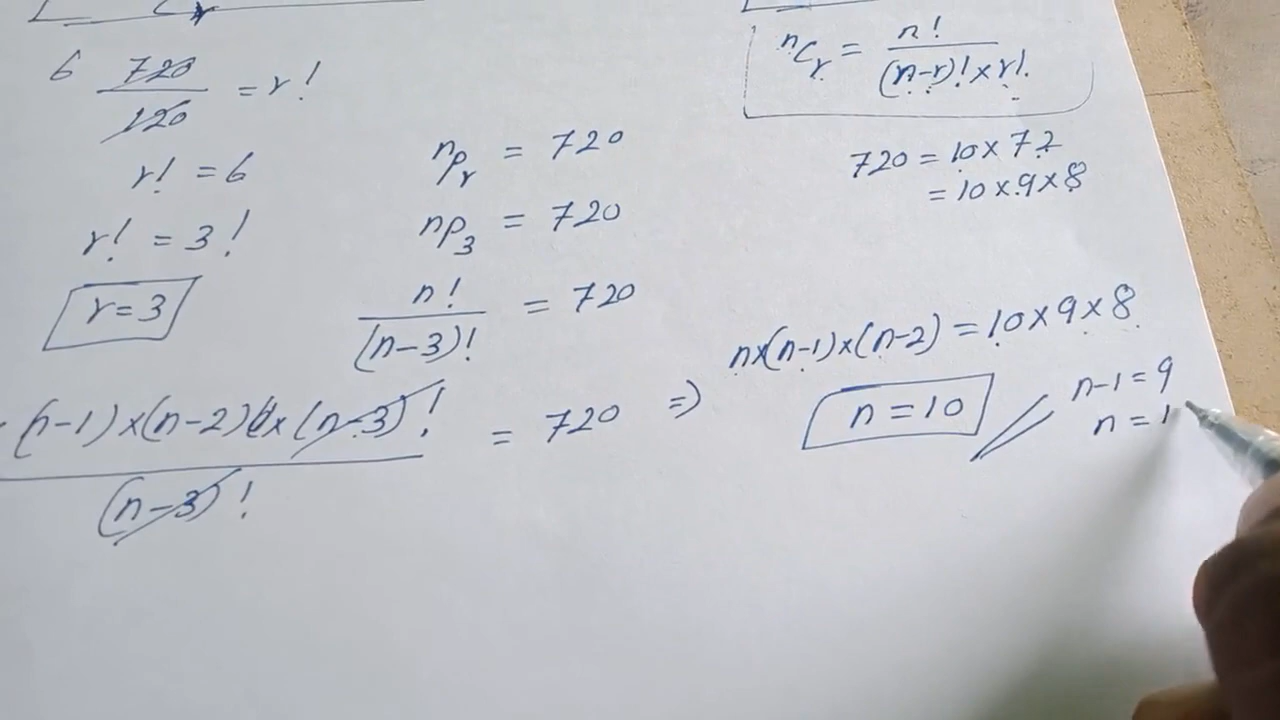 6 720/120 = r!
r! = 6
r! = 3!
r = 3
nPr = 720
nP3 = 720
n!/(n-3)! = 720
(n-1)×(n-2)×(n-3)!/(n-3)! = 720
nCr = n!/(n-r)!×r!.
720 = 10×72
= 10×9×8
⇒ n×(n-1)×(n-2) = 10×9×8
n = 10
n-1 = 9
n = 1